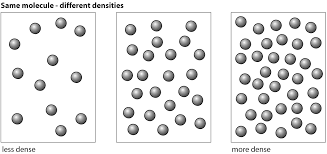 Same molecule - different densities
less dense
more dense